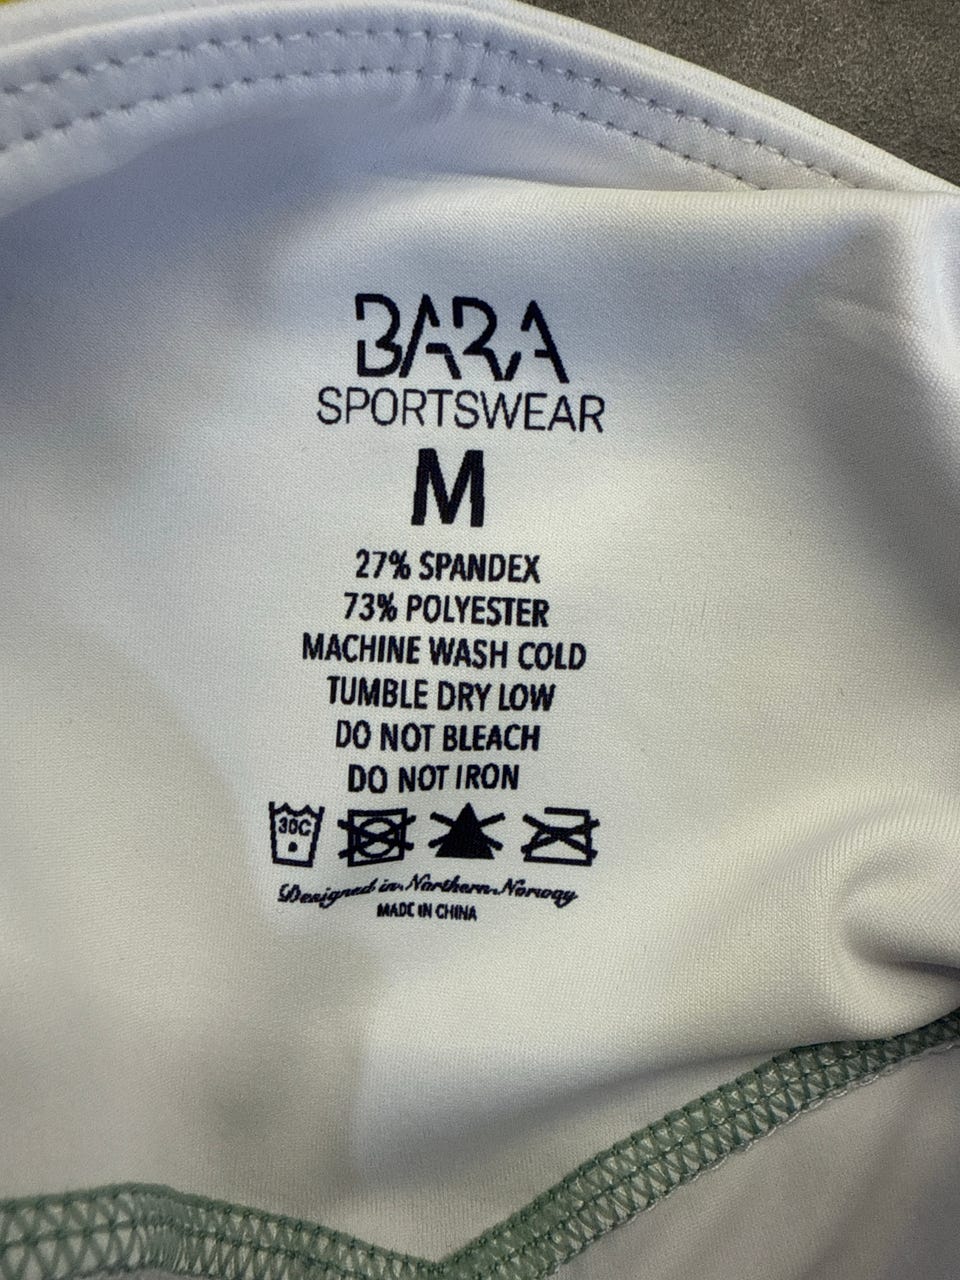 BARA
SPORTSWEAR
M
27% SPANDEX
73% POLYESTER
MACHINE WASH COLD
TUMBLE DRY LOW
DO NOT BLEACH
DO NOT IRON
30C
Designed in Northern Norway
MADE IN CHINA